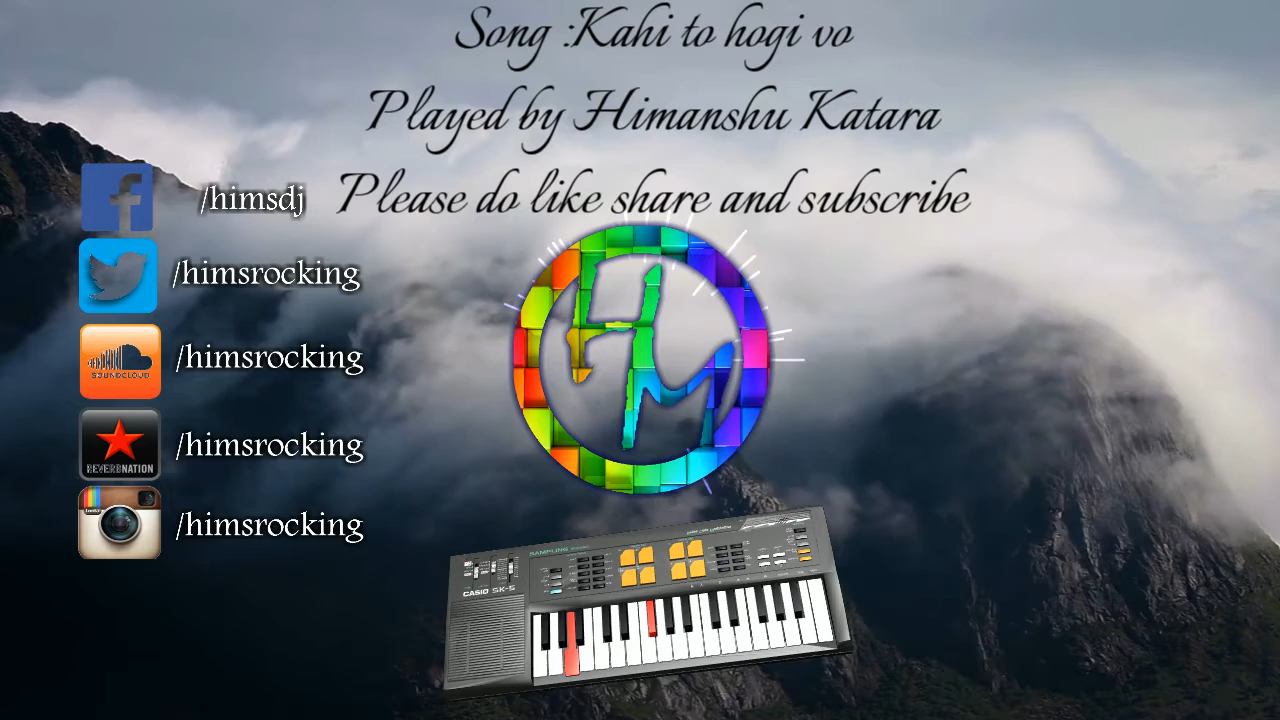 Song :Kahi to hogi vo
Played by Himanshu Katara
Please do like share and subscribe
/himsdj
/himsrocking
SOUNDCLOUD
/himsrocking
REVERBNATION
/himsrocking
/himsrocking
HM
SAMPLING
CASIO SK-5